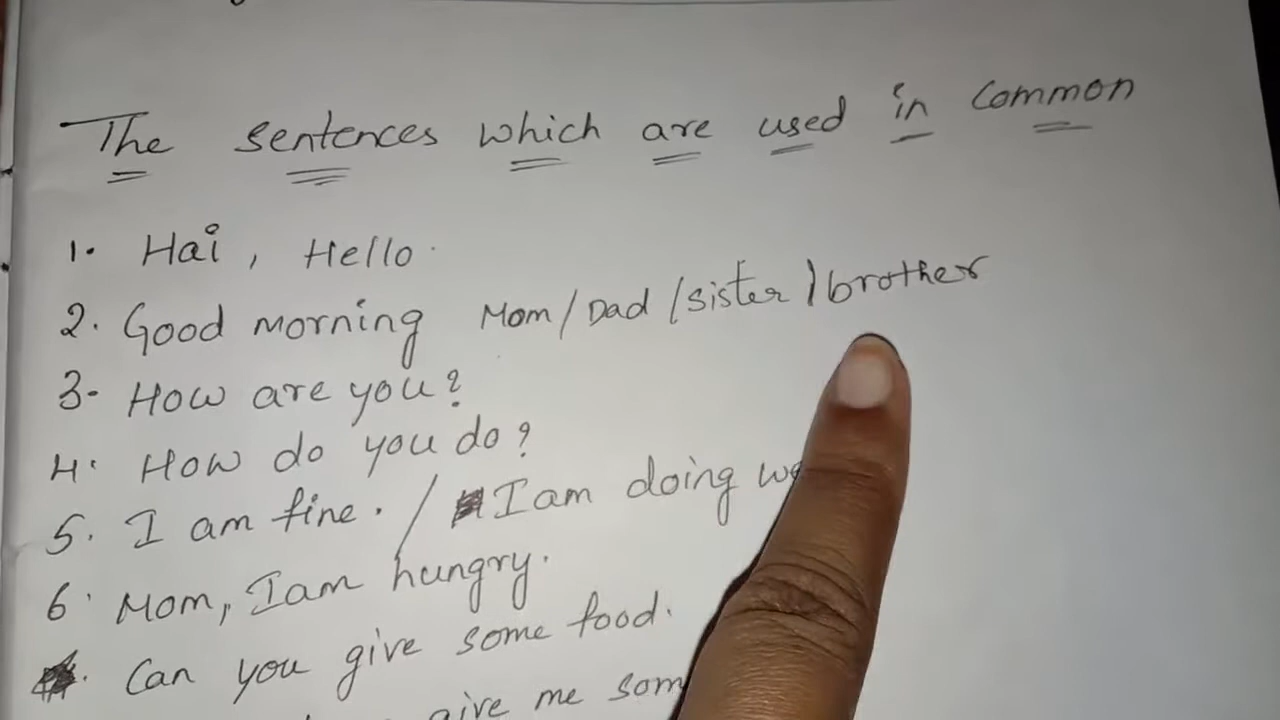 The sentences which are used in common
1. Hai, Hello.
2. Good morning Mom/Dad/sister/brother
3. How are you?
4. How do you do?
5. I am fine. / I am doing
6. Mom, I am hungry.
Can you give some food.
give me som